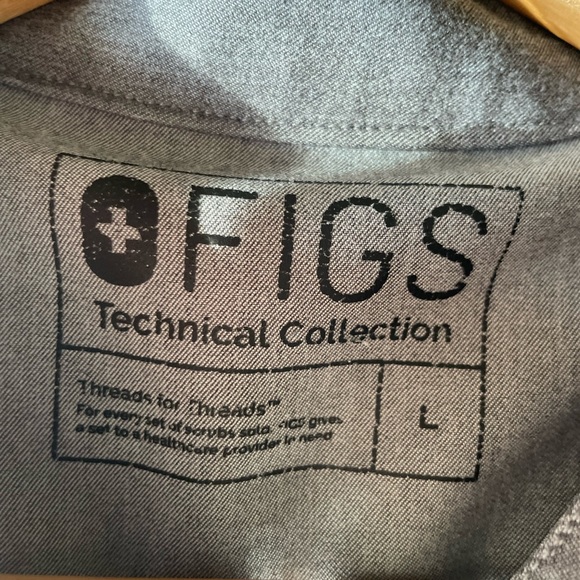 FIGS
Technical Collection
Threads for Threads™
For every set of scrubs sold, FIGS gives
a set to a healthcare provider in need
L